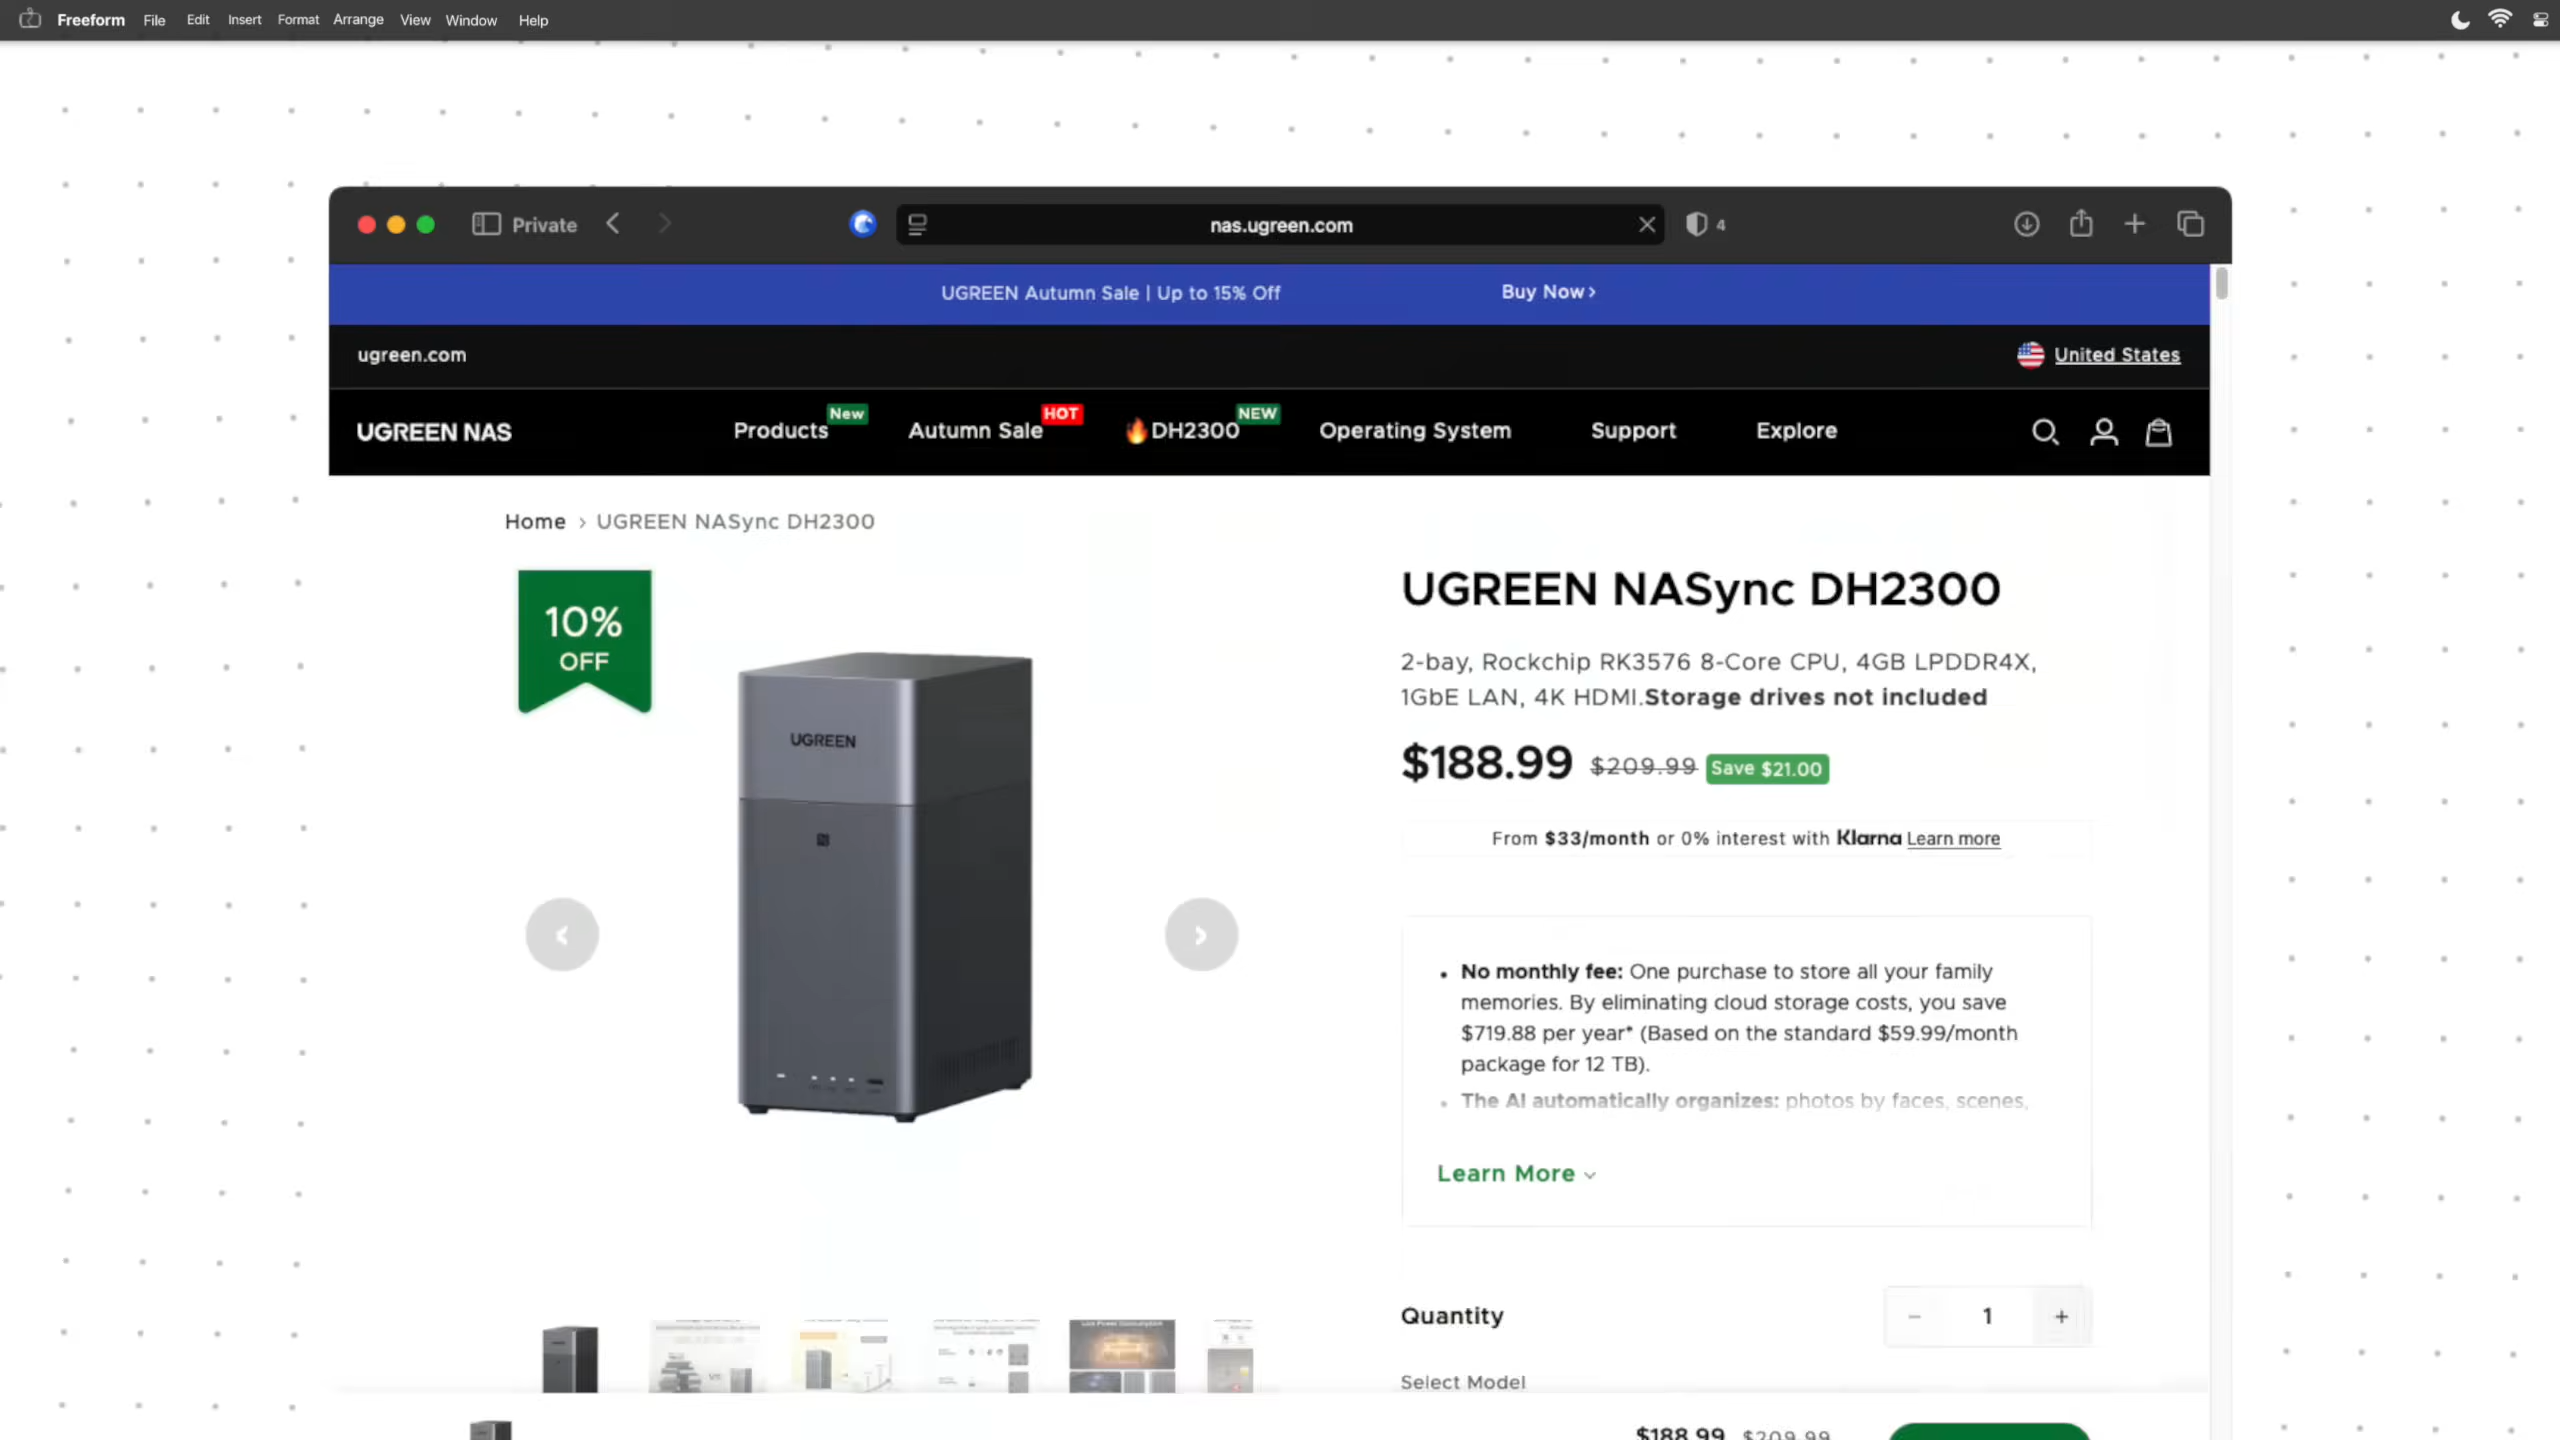 Freeform File Edit Insert Format Arrange View Window Help
Private
nas.ugreen.com
4
UGREEN Autumn Sale | Up to 15% Off
Buy Now ›
ugreen.com
United States
UGREEN NAS
Products New
Autumn Sale HOT
🔥DH2300 NEW
Operating System
Support
Explore
Home › UGREEN NASync DH2300
10%
OFF
UGREEN
UGREEN NASync DH2300
2-bay, Rockchip RK3576 8-Core CPU, 4GB LPDDR4X,
1GbE LAN, 4K HDMI.Storage drives not included
$188.99 $209.99 Save $21.00
From $33/month or 0% interest with Klarna Learn more
• No monthly fee: One purchase to store all your family
memories. By eliminating cloud storage costs, you save
$719.88 per year* (Based on the standard $59.99/month
package for 12 TB).
• The AI automatically organizes: photos by faces, scenes,
Learn More
Quantity
− 1 +
Select Model
$188.99 $209.99